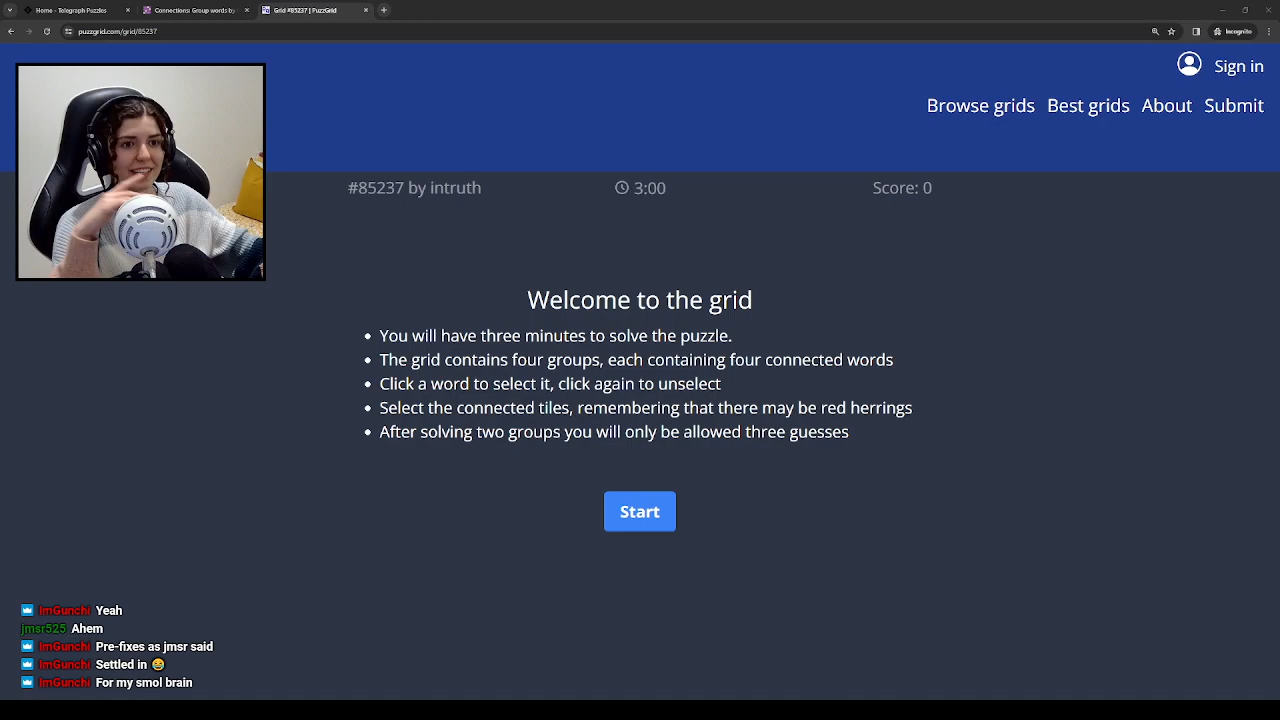 Home - Telegraph Puzzles
Connections: Group words by
Grid #85237 | PuzzGrid
puzzgrid.com/grid/85237
Incognito
Sign in
Browse grids Best grids About Submit
#85237 by intruth
3:00
Score: 0
Welcome to the grid
• You will have three minutes to solve the puzzle.
• The grid contains four groups, each containing four connected words
• Click a word to select it, click again to unselect
• Select the connected tiles, remembering that there may be red herrings
• After solving two groups you will only be allowed three guesses
Start
ImGunchi Yeah
jmsr525 Ahem
ImGunchi Pre-fixes as jmsr said
ImGunchi Settled in 😂
ImGunchi For my smol brain